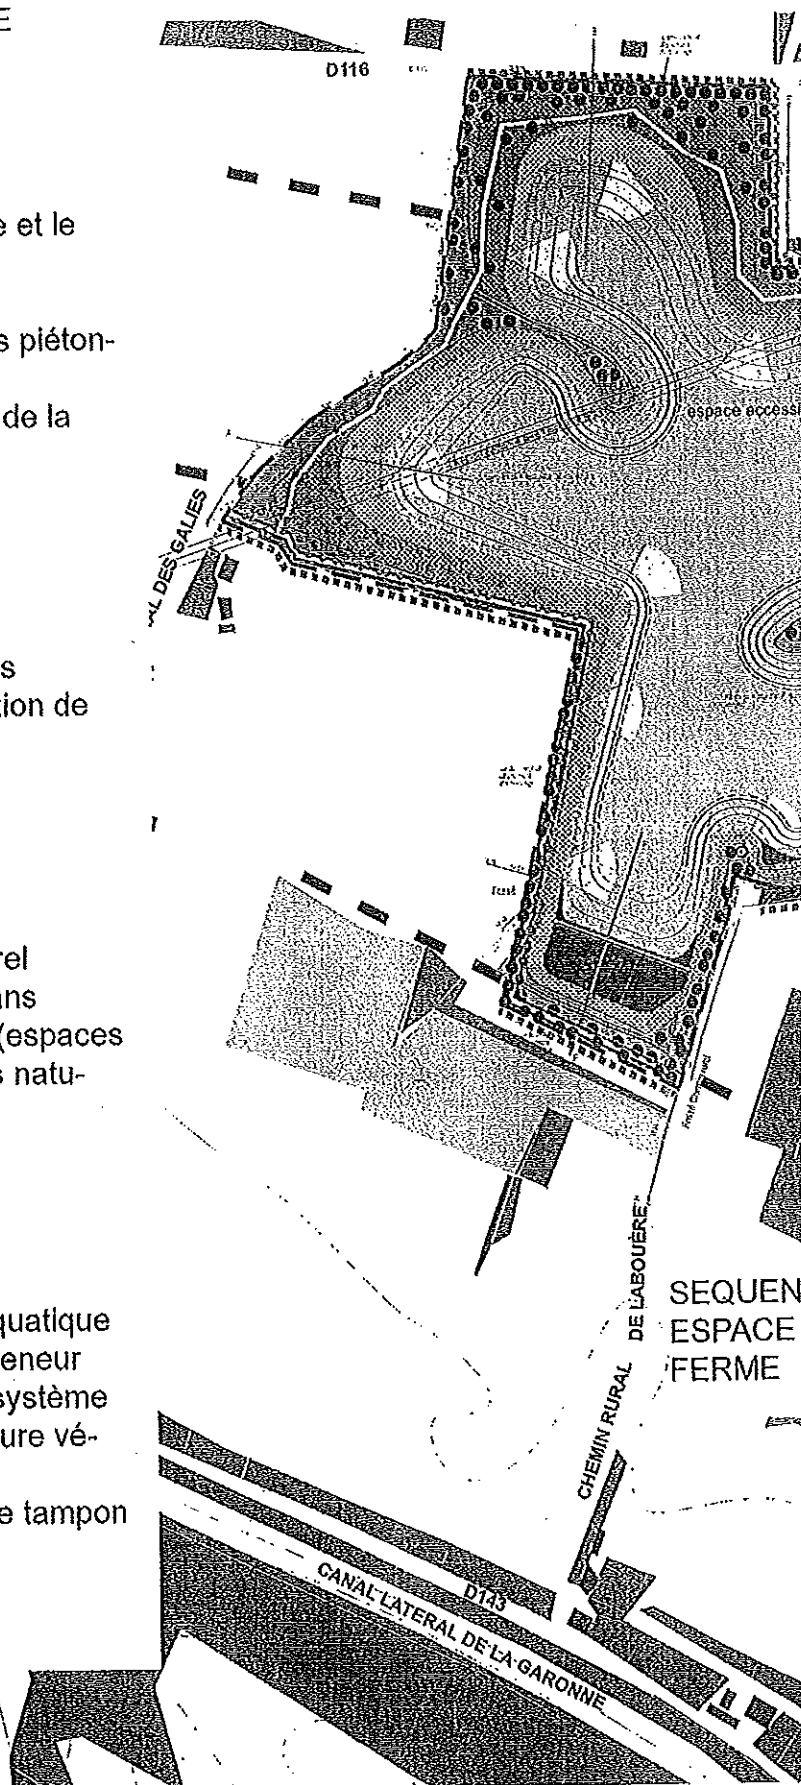 E
D116
e et le
s piéton-
de la
espace accessi
AL DES GALIES
s
tion de
rel
ans
(espaces
s natu-
CHEMIN RURAL DE LABOUÈRE
SEQUEN
ESPACE
FERME
quatique
eneur
système
ure vé-
e tampon
D143
CANAL LATERAL DE LA GARONNE